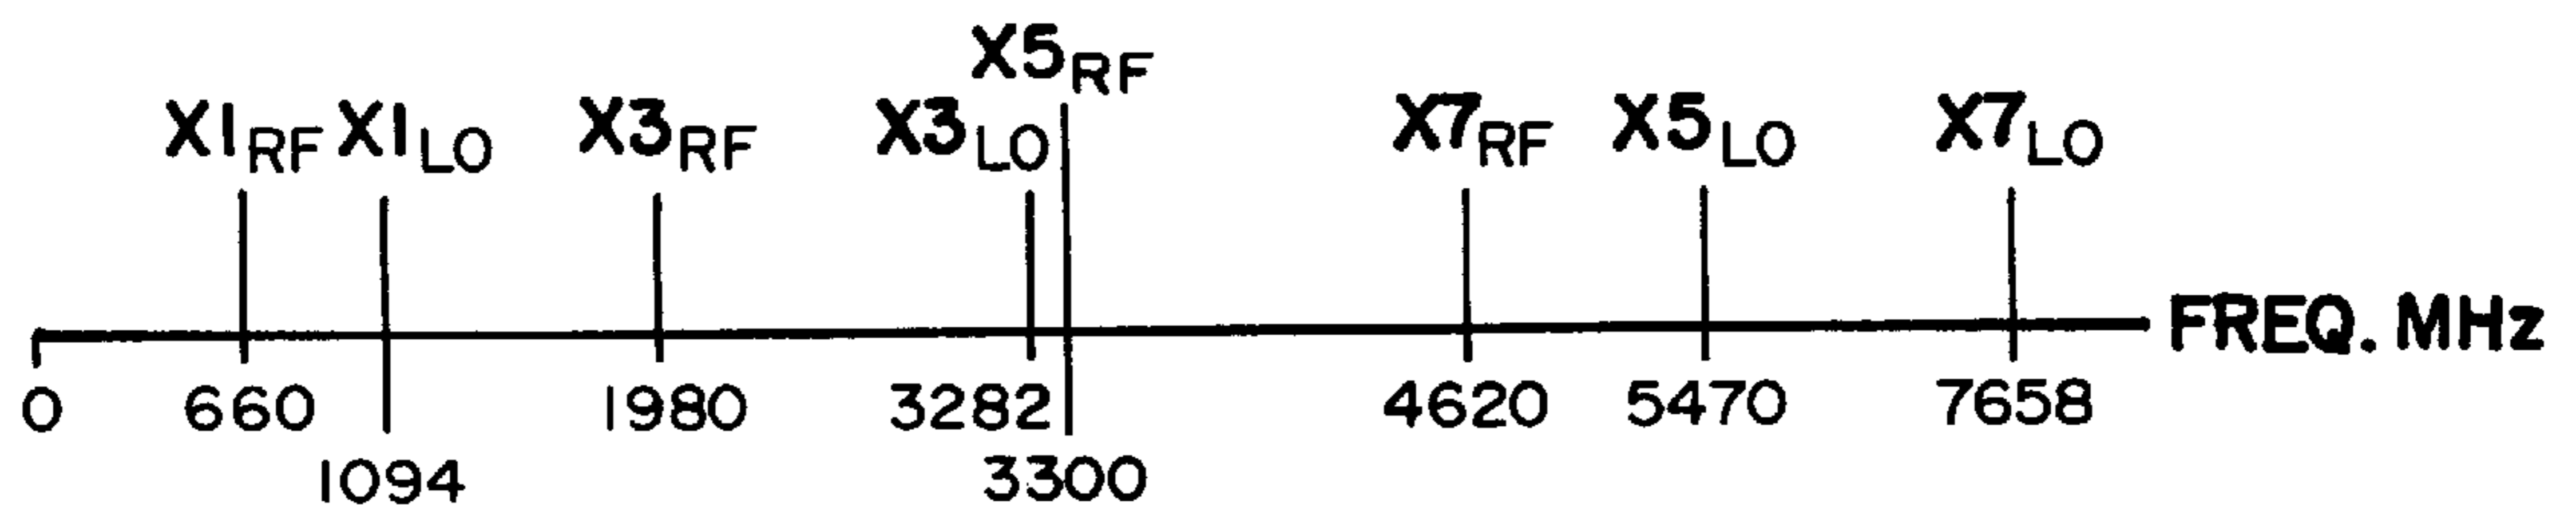 X5RF
X1RF X1LO X3RF X3LO X7RF X5LO X7LO
FREQ. MHz
0 660 1980 3282 4620 5470 7658
1094 3300